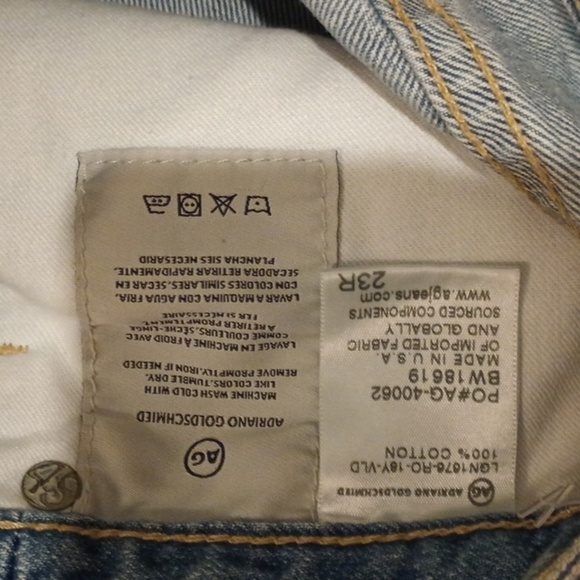 AG
ADRIANO GOLDSCHMIED
MACHINE WASH COLD WITH
LIKE COLORS. TUMBLE DRY.
REMOVE PROMPTLY. IRON IF NEEDED
LAVAGE EN MACHINE À FROID AVEC
COMME COULEURS. SÈCHE-LINGE
À RETIRER PROMPTEMENT.
FER SI NÉCESSAIRE
LAVAR A MAQUINA CON AGUA FRIA.
CON COLORES SIMILARES. SECAR EN
SECADORA RETIRAR RAPIDAMENTE.
PLANCHA SIES NECESARIO
AG ADRIANO GOLDSCHMIED
LGN1676-RO-18Y-VLD
100% COTTON
PO#AG-40062
BW18619
MADE IN U.S.A.
OF IMPORTED FABRIC
AND GLOBALLY
SOURCED COMPONENTS
www.agjeans.com
23R